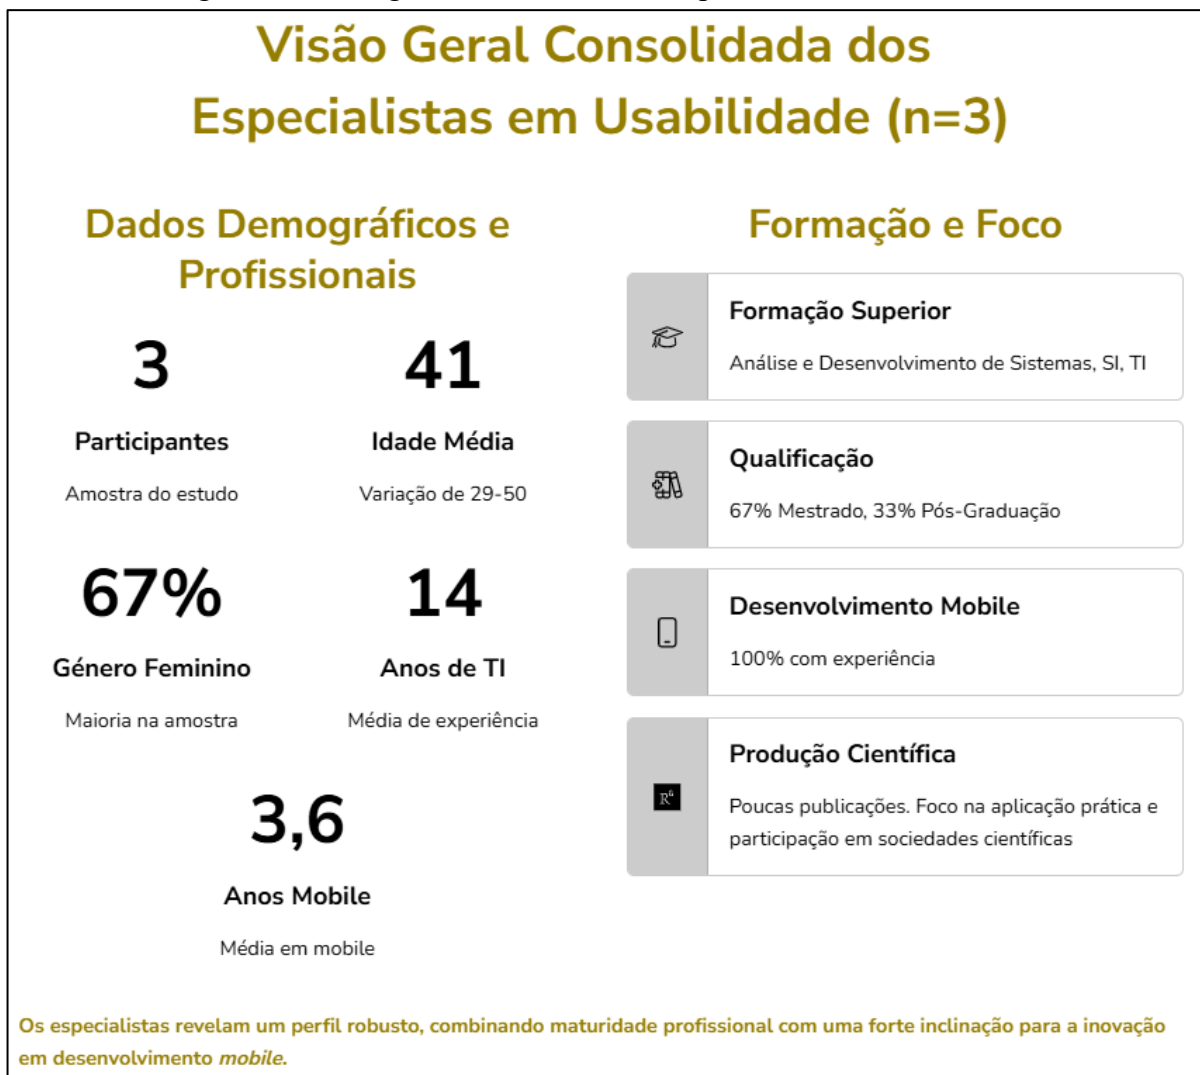 Visão Geral Consolidada dos
Especialistas em Usabilidade (n=3)
Dados Demográficos e
Profissionais
3
Participantes
Amostra do estudo
41
Idade Média
Variação de 29-50
67%
Género Feminino
Maioria na amostra
14
Anos de TI
Média de experiência
3,6
Anos Mobile
Média em mobile
Formação e Foco
Formação Superior
Análise e Desenvolvimento de Sistemas, SI, TI
Qualificação
67% Mestrado, 33% Pós-Graduação
Desenvolvimento Mobile
100% com experiência
Produção Científica
Poucas publicações. Foco na aplicação prática e
participação em sociedades científicas
Os especialistas revelam um perfil robusto, combinando maturidade profissional com uma forte inclinação para a inovação
em desenvolvimento mobile.